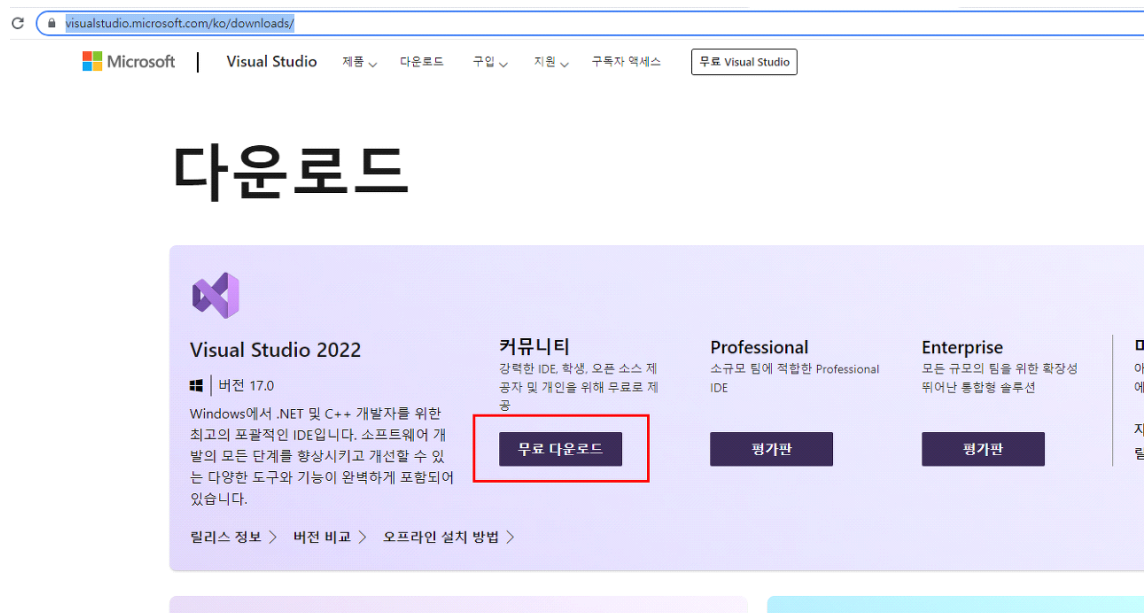 visualstudio.microsoft.com/ko/downloads/
Microsoft Visual Studio 제품 다운로드 구입 지원 구독자 액세스 무료 Visual Studio
다운로드
Visual Studio 2022
버전 17.0
Windows에서 .NET 및 C++ 개발자를 위한
최고의 포괄적인 IDE입니다. 소프트웨어 개
발의 모든 단계를 향상시키고 개선할 수 있
는 다양한 도구와 기능이 완벽하게 포함되어
있습니다.
릴리스 정보 버전 비교 오프라인 설치 방법
커뮤니티
강력한 IDE, 학생, 오픈 소스 제
공자 및 개인을 위해 무료로 제
공
무료 다운로드
Professional
소규모 팀에 적합한 Professional
IDE
평가판
Enterprise
모든 규모의 팀을 위한 확장성
뛰어난 통합형 솔루션
평가판